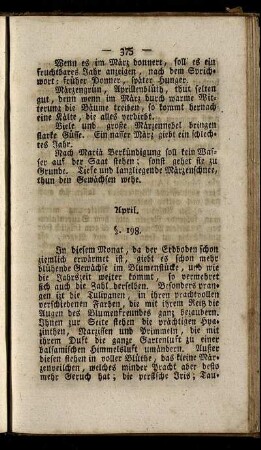 — 375 —
Wenn es im März donnert, soll es ein
fruchtbares Jahr anzeigen, nach dem Sprich-
wort: früher Donner, später Hunger.
Märzengrün, Aprillenblüth, thut selten
gut, denn wenn im März durch warme Wit-
terung die Bäume treiben, so kommt hernach
eine Kälte, die alles verdirbt.
Viele und große Märzennebel bringen
starke Güsse. Ein nasser März giebt ein schlech-
tes Jahr.
Nach Mariä Verkündigung soll kein Was-
ser auf der Saat stehen; sonst gehet sie zu
Grunde. Tiefe und langliegende Märzenschnee,
thun den Gewächsen wehe.
April.
§. 198.
In diesem Monat, da der Erdboden schon
ziemlich erwärmet ist, giebt es schon mehr
blühende Gewächse im Blumenstücke, und wie
die Jahrszeit weiter kommt, so vermehret
sich auch die Zahl derselben. Besonders pran-
gen izt die Tulipanen, in ihren prachtvollen
verschiedenen Farben, die mit ihrem Reitz die
Augen des Blumenfreundes ganz bezaubern.
Ihnen zur Seite stehen die prächtigen Hya-
zinthen, Narzissen und Primmeln, die mit
ihrem Duft die ganze Gartenluft zu einer
balsamischen Himmelsluft umändern. Ausser
diesen stehen in voller Blüthe, das kleine Mär-
zenveilchen, welches minder Pracht aber desto
mehr Geruch hat; die persische Iris; Tau-